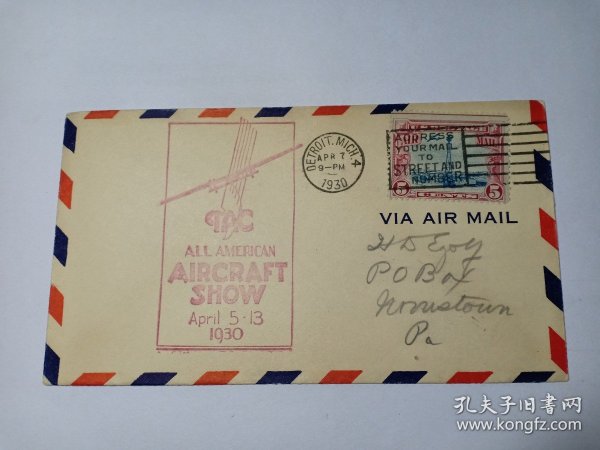 TAC
ALL AMERICAN
AIRCRAFT
SHOW
April 5-13
1930
DETROIT, MICH 4
APR 7
9-PM
1930
ADDRESS
YOUR MAIL
TO
STREET AND
NUMBER
5 5
VIA AIR MAIL
P O Box
Norristown
Pa
孔夫子旧书网
www.kongfz.com